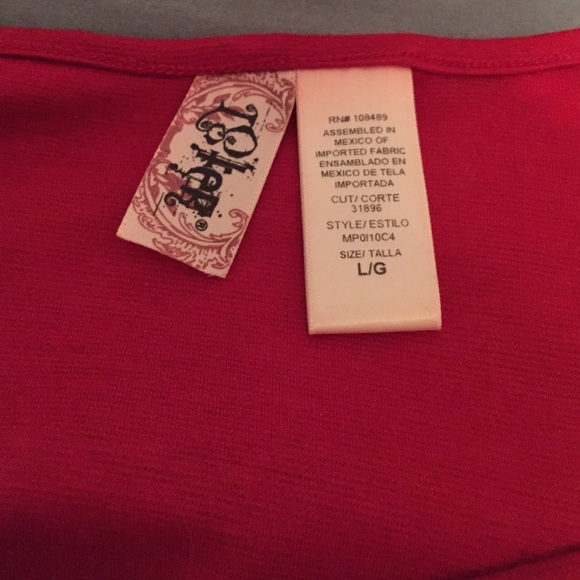 RN# 108489
ASSEMBLED IN
MEXICO OF
IMPORTED FABRIC
ENSAMBLADO EN
MEXICO DE TELA
IMPORTADA
CUT/ CORTE
31896
STYLE/ ESTILO
MP0I10C4
SIZE/ TALLA
L/G